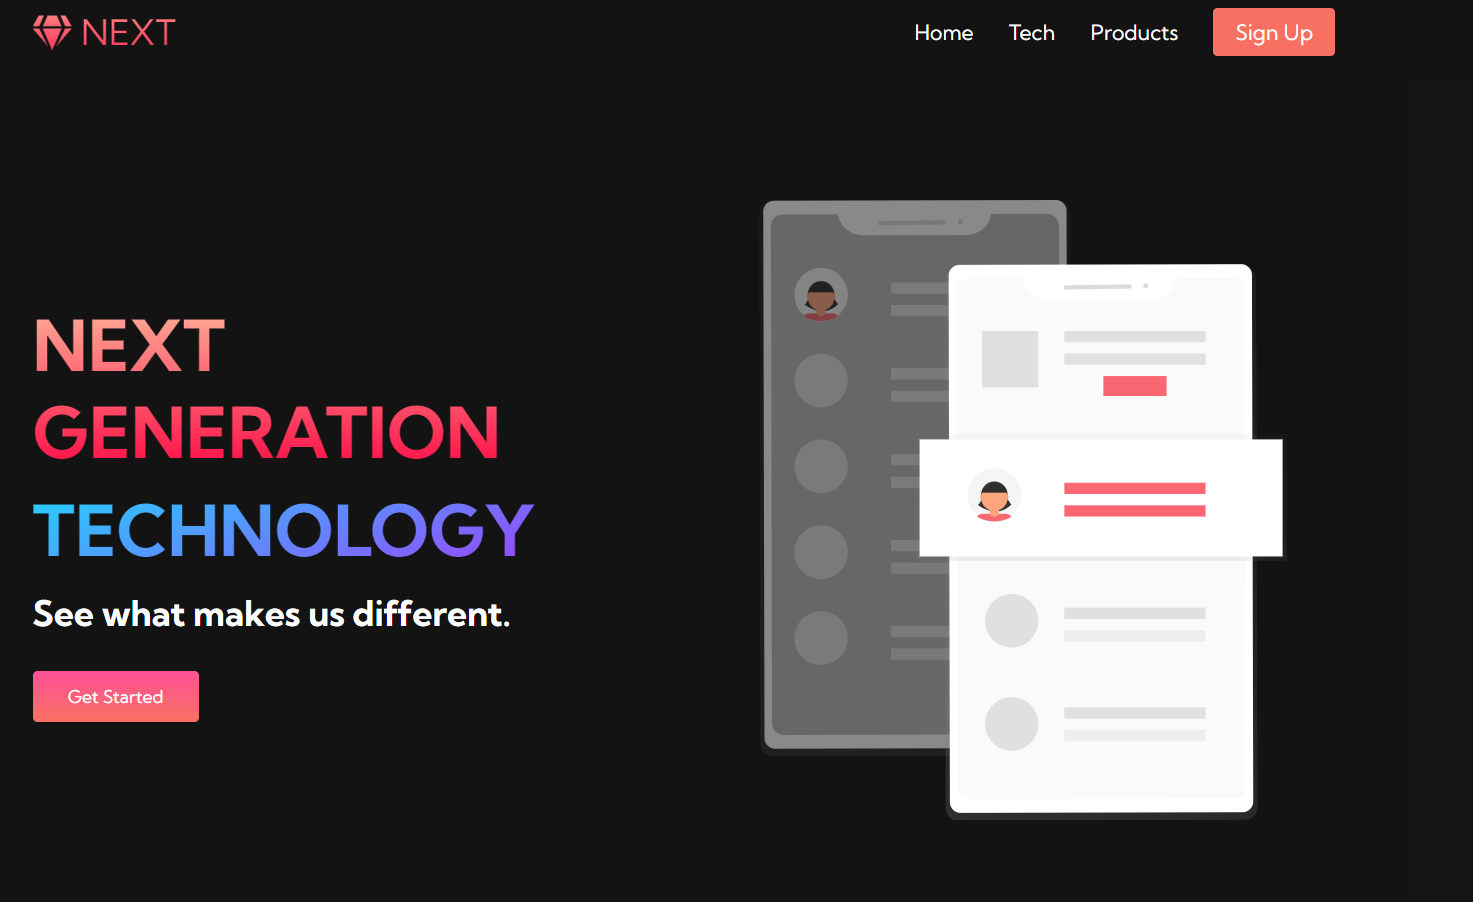 NEXT
Home Tech Products Sign Up
NEXT
GENERATION
TECHNOLOGY
See what makes us different.
Get Started